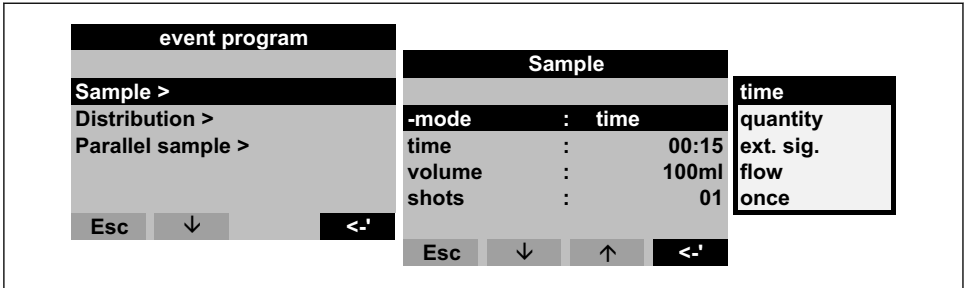 event program
Sample >
Distribution >
Parallel sample >
Esc ↓ <-'
Sample
-mode : time
time : 00:15
volume : 100ml
shots : 01
Esc ↓ ↑ <-'
time
quantity
ext. sig.
flow
once